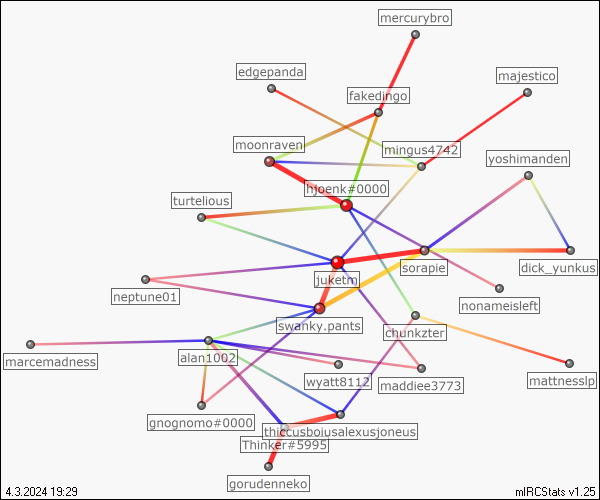 mercurybro
edgepanda
majestico
fakedingo
moonraven
mingus4742
yoshimanden
hjoenk#0000
turtelious
sorapie
dick_yunkus
juketm
neptune01
nonameisleft
swanky.pants
chunkzter
marcemadness
alan1002
wyatt8112
maddiee3773
mattnesslp
gnognomo#0000
thiccusboiusalexusjoneus
Thinker#5995
gorudenneko
4.3.2024 19:29
mIRCStats v1.25